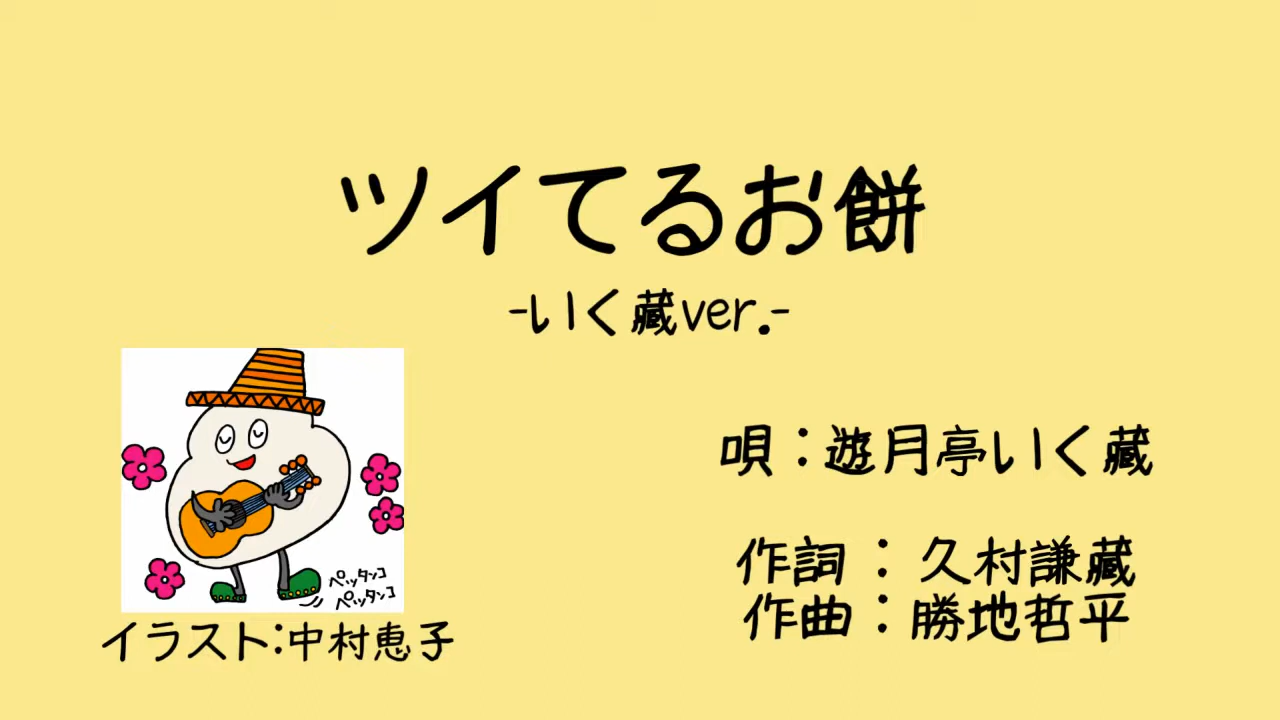 ツイてるお餅
-いく藏ver.-
唄：遊月亭いく藏
作詞：久村謙藏
作曲：勝地哲平
ペッタンコ
ペッタンコ
イラスト:中村恵子